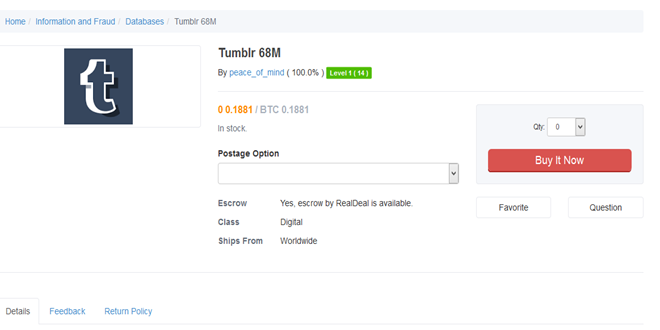 Home / Information and Fraud / Databases / Tumblr 68M
t
Tumblr 68M
By peace_of_mind ( 100.0% ) Level 1 ( 14 )
0 0.1881 / BTC 0.1881
In stock.
Qty: 0
Buy It Now
Postage Option
Escrow Yes, escrow by RealDeal is available.
Class Digital
Ships From Worldwide
Favorite Question
Details Feedback Return Policy